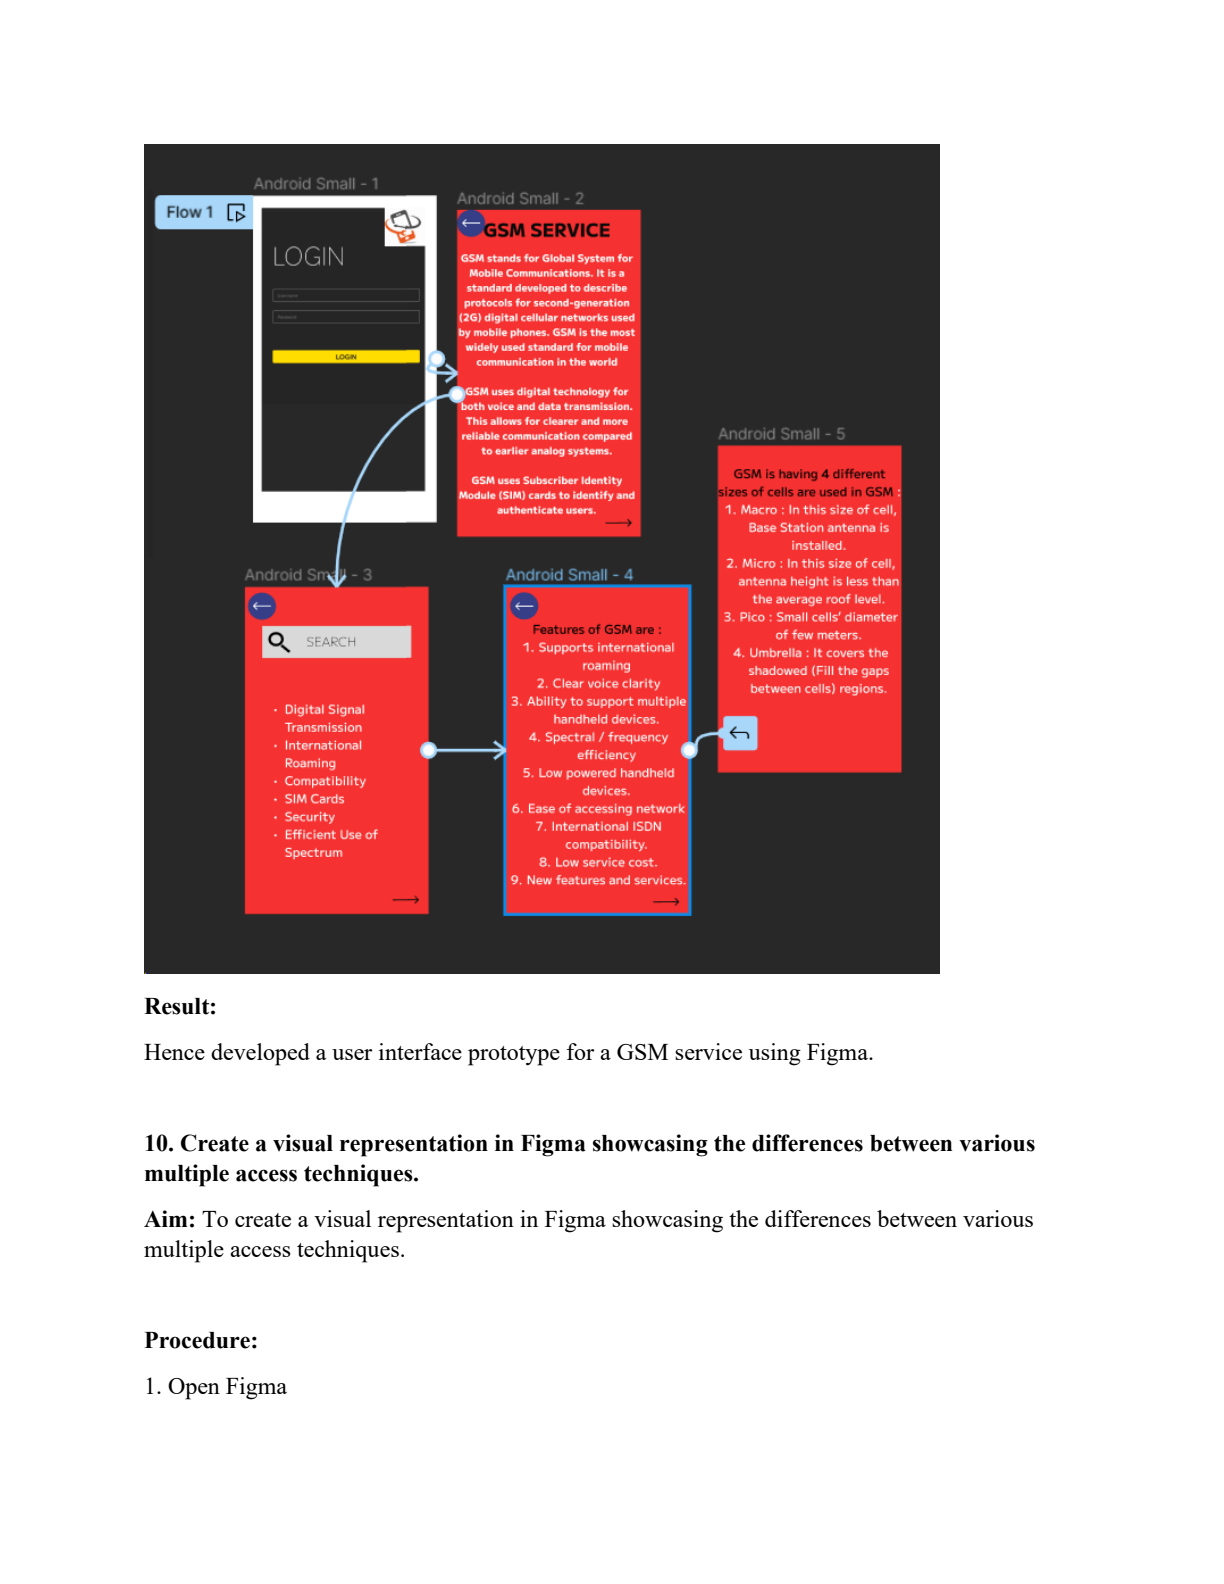 Flow 1
Android Small - 1
LOGIN
Username
Password
LOGIN
Android Small - 2
GSM SERVICE
GSM stands for Global System for
Mobile Communications. It is a
standard developed to describe
protocols for second-generation
(2G) digital cellular networks used
by mobile phones. GSM is the most
widely used standard for mobile
communication in the world
GSM uses digital technology for
both voice and data transmission.
This allows for clearer and more
reliable communication compared
to earlier analog systems.
GSM uses Subscriber Identity
Module (SIM) cards to identify and
authenticate users.
Android Small - 5
GSM is having 4 different
sizes of cells are used in GSM :
1. Macro : In this size of cell,
Base Station antenna is
installed.
2. Micro : In this size of cell,
antenna height is less than
the average roof level.
3. Pico : Small cells' diameter
of few meters.
4. Umbrella : It covers the
shadowed (Fill the gaps
between cells) regions.
Android Small - 3
SEARCH
• Digital Signal
Transmission
• International
Roaming
• Compatibility
• SIM Cards
• Security
• Efficient Use of
Spectrum
Android Small - 4
Features of GSM are :
1. Supports international
roaming
2. Clear voice clarity
3. Ability to support multiple
handheld devices.
4. Spectral / frequency
efficiency
5. Low powered handheld
devices.
6. Ease of accessing network
7. International ISDN
compatibility.
8. Low service cost.
9. New features and services.
Result:
Hence developed a user interface prototype for a GSM service using Figma.
10. Create a visual representation in Figma showcasing the differences between various
multiple access techniques.
Aim: To create a visual representation in Figma showcasing the differences between various
multiple access techniques.
Procedure:
1. Open Figma